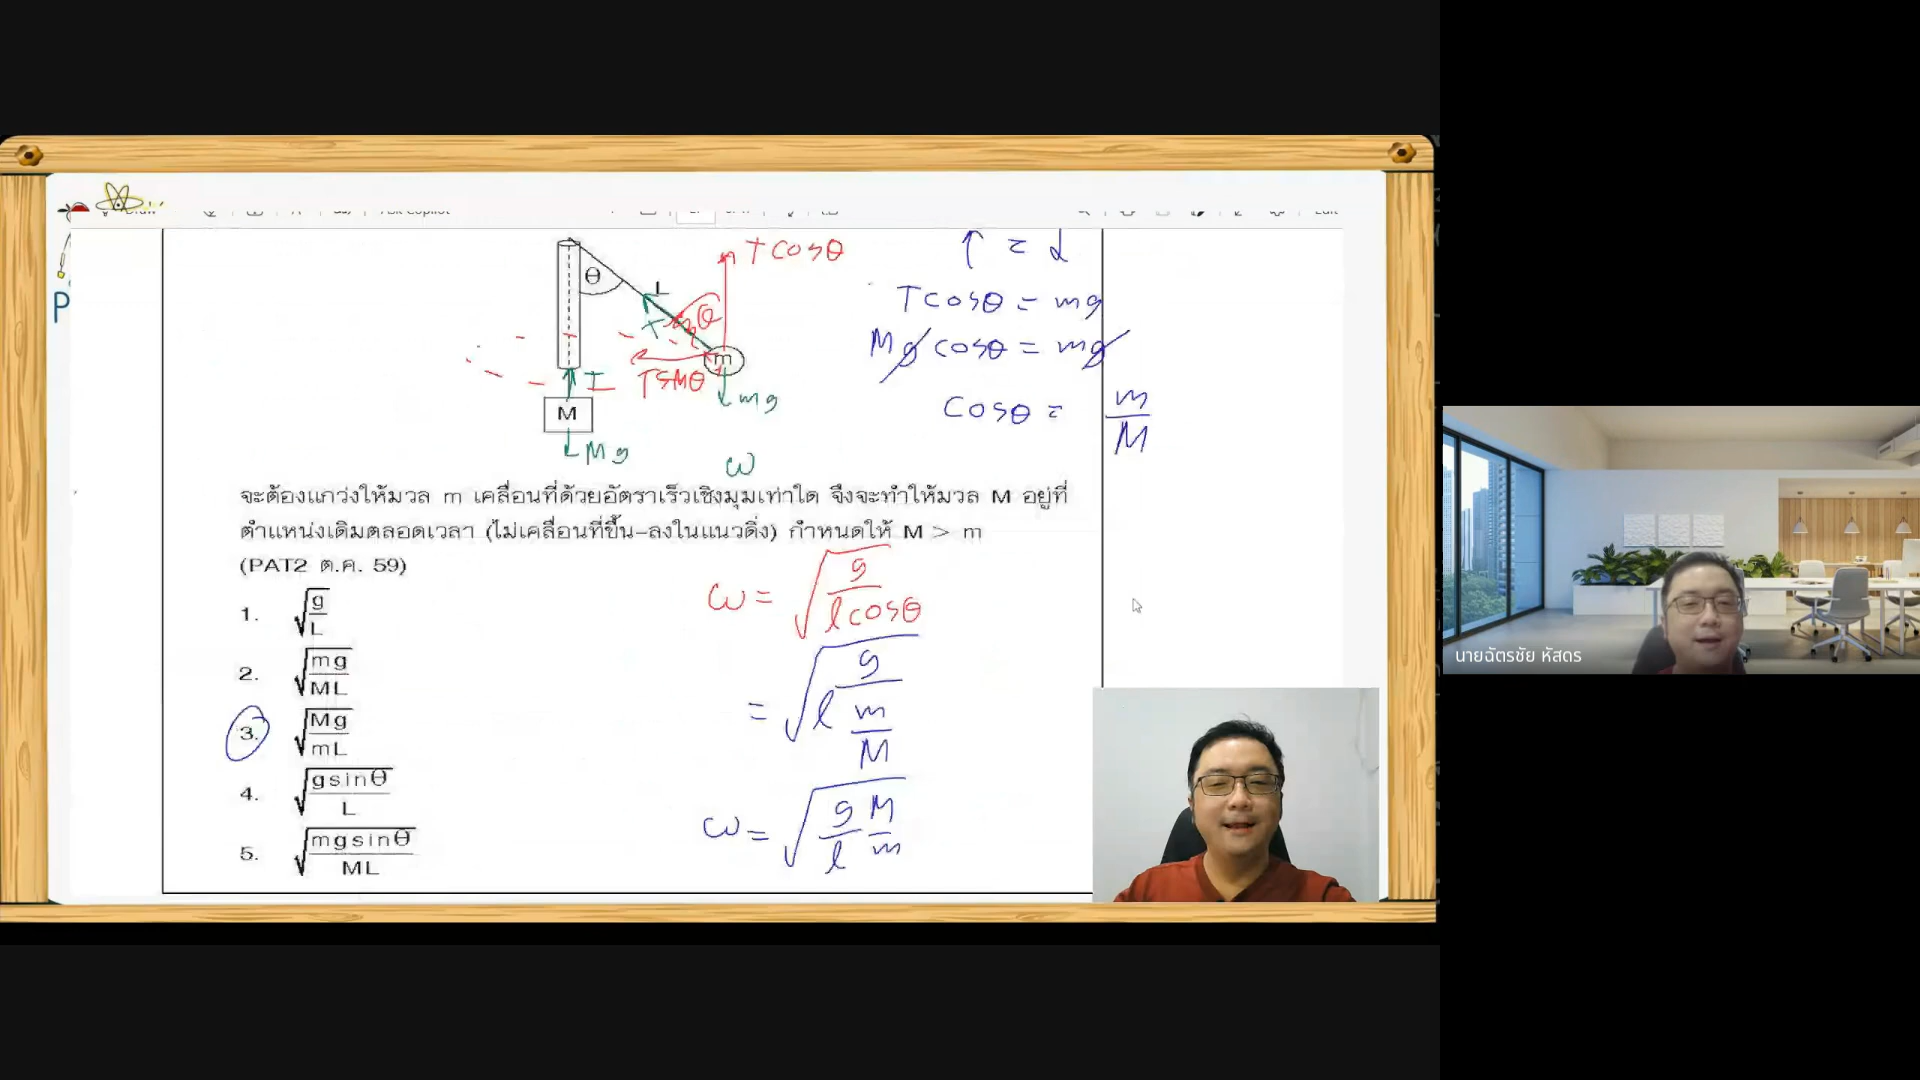 T cosθ
θ
L
θ
T
m
T sinθ
mg
T
M
Mg
ω
↑ = ↓
T cosθ = mg
Mg cosθ = mg
cosθ = m/M
P
จะต้องแกว่งให้มวล m เคลื่อนที่ด้วยอัตราเร็วเชิงมุมเท่าใด จึงจะทำให้มวล M อยู่ที่
ตำแหน่งเดิมตลอดเวลา (ไม่เคลื่อนที่ขึ้น-ลงในแนวดิ่ง) กำหนดให้ M > m
(PAT2 ต.ค. 59)
1. √(g/L)
2. √(mg/ML)
3. √(Mg/mL)
4. √(gsinθ/L)
5. √(mgsinθ/ML)
ω = √(g/(l cosθ))
= √(g/(l m/M))
ω = √(g/l M/m)
นายฉัตรชัย หัสดร